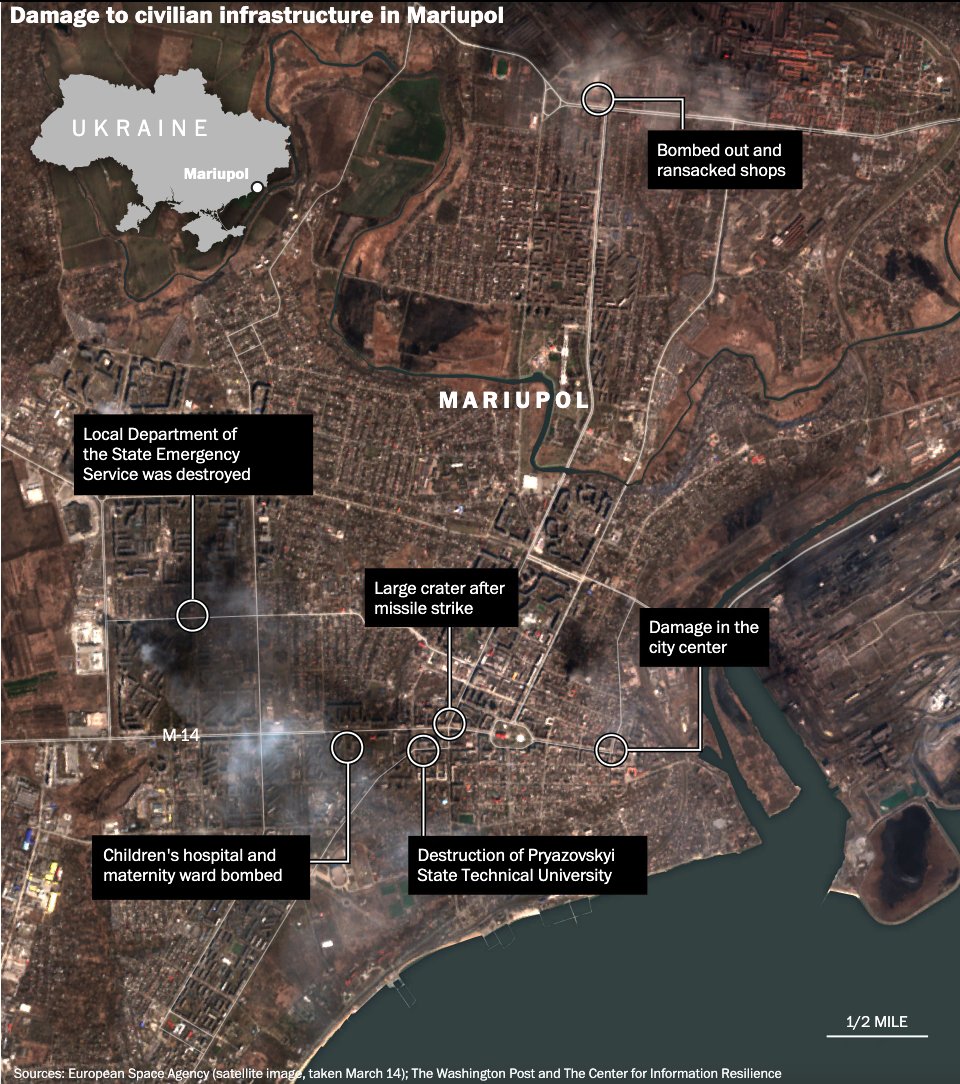 Damage to civilian infrastructure in Mariupol
UKRAINE
Mariupol
Bombed out and
ransacked shops
MARIUPOL
Local Department of
the State Emergency
Service was destroyed
Large crater after
missile strike
Damage in the
city center
M-14
Children's hospital and
maternity ward bombed
Destruction of Pryazovskyi
State Technical University
1/2 MILE
Sources: European Space Agency (satellite image, taken March 14); The Washington Post and The Center for Information Resilience